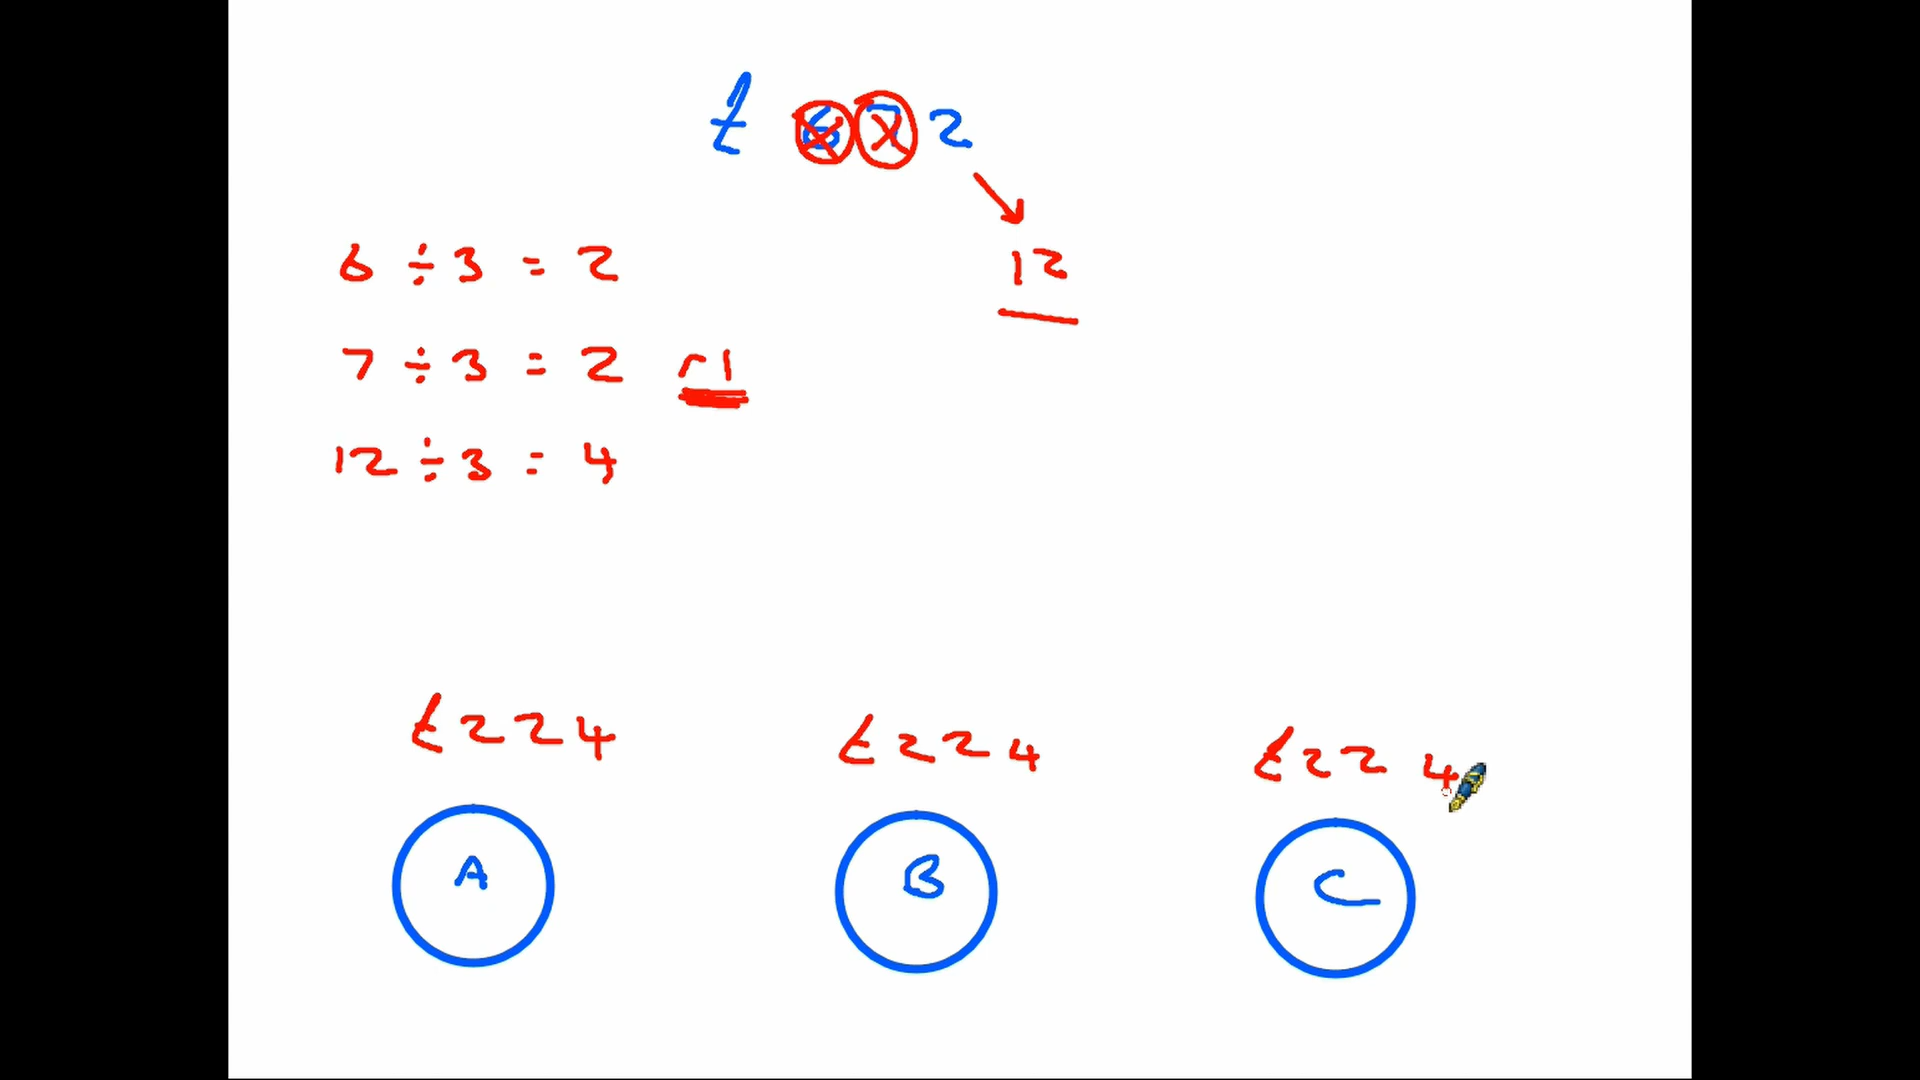 £ 672
12
6 ÷ 3 = 2
7 ÷ 3 = 2 r1
12 ÷ 3 = 4
£224 £224 £224
A B C